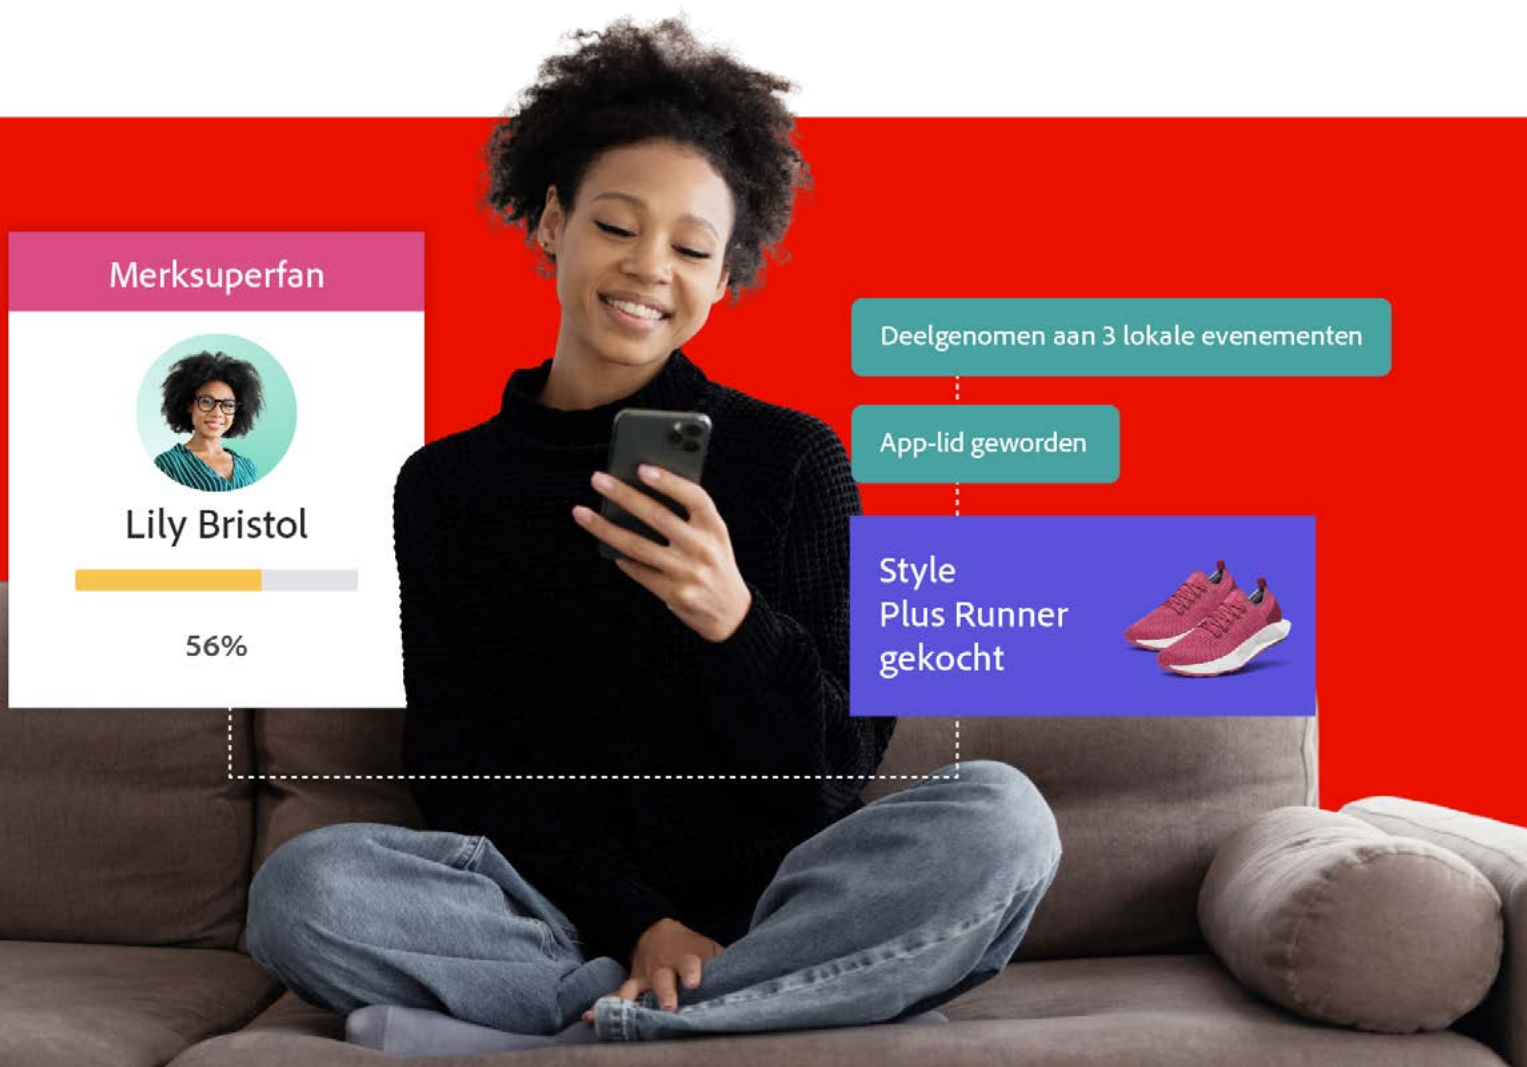 Merksuperfan
Lily Bristol
56%
Deelgenomen aan 3 lokale evenementen
App-lid geworden
Style
Plus Runner
gekocht